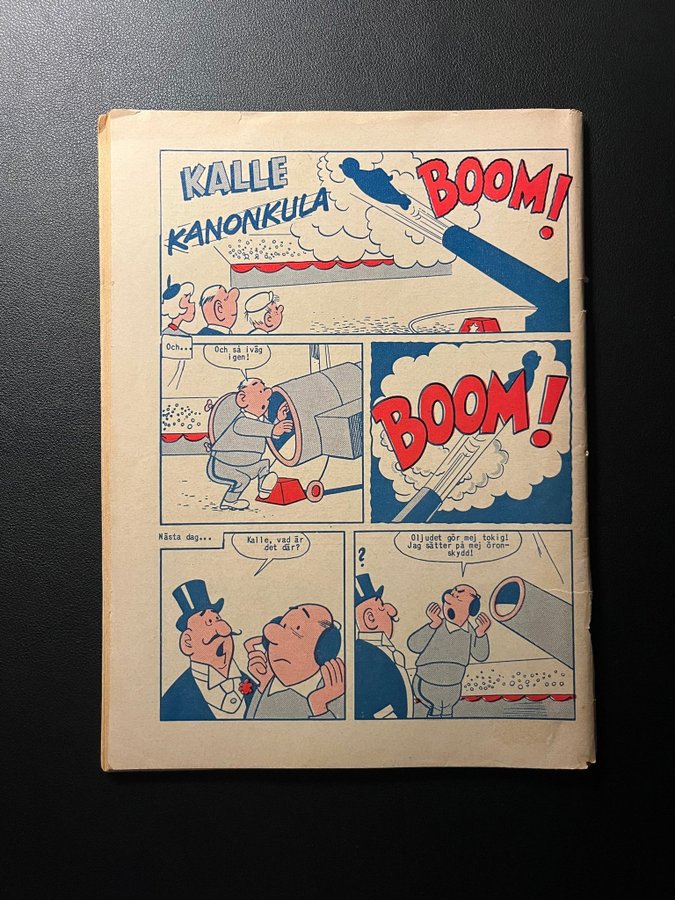 KALLE
KANONKULA
BOOM!
Och...
Och så iväg
igen!
BOOM!
Nästa dag...
Kalle, vad är
det där?
?
Oljudet gör mej tokig!
Jag sätter på mej öron-
skydd!